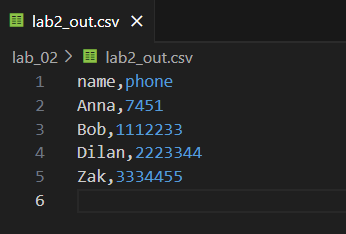 lab2_out.csv ×
lab_02 > lab2_out.csv
1 name,phone
2 Anna,7451
3 Bob,1112233
4 Dilan,2223344
5 Zak,3334455
6